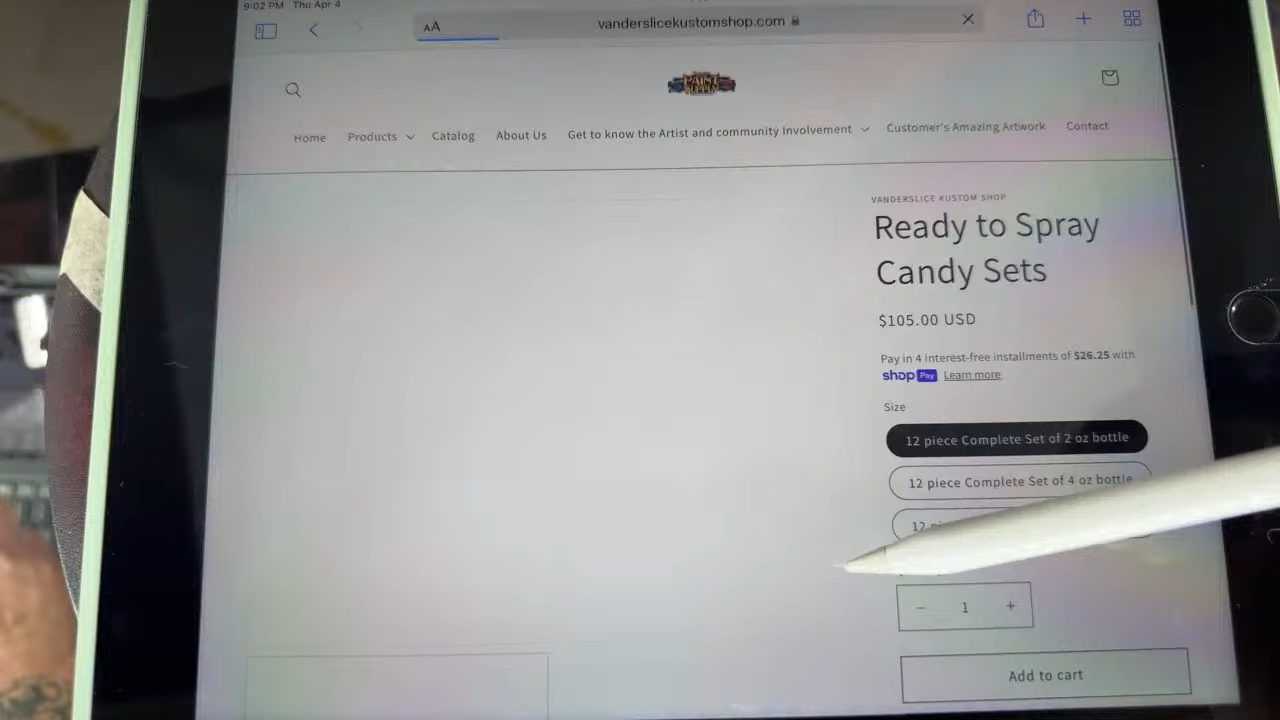 9:02 PM Thu Apr 4
AA
vanderslicekustomshop.com
PAINT
SUPPLY
Home Products Catalog About Us Get to know the Artist and community Involvement Customer's Amazing Artwork Contact
VANDERSLICE KUSTOM SHOP
Ready to Spray
Candy Sets
$105.00 USD
Pay in 4 interest-free installments of $26.25 with
shop Pay Learn more
Size
12 piece Complete Set of 2 oz bottle
12 piece Complete Set of 4 oz bottle
12
− 1 +
Add to cart